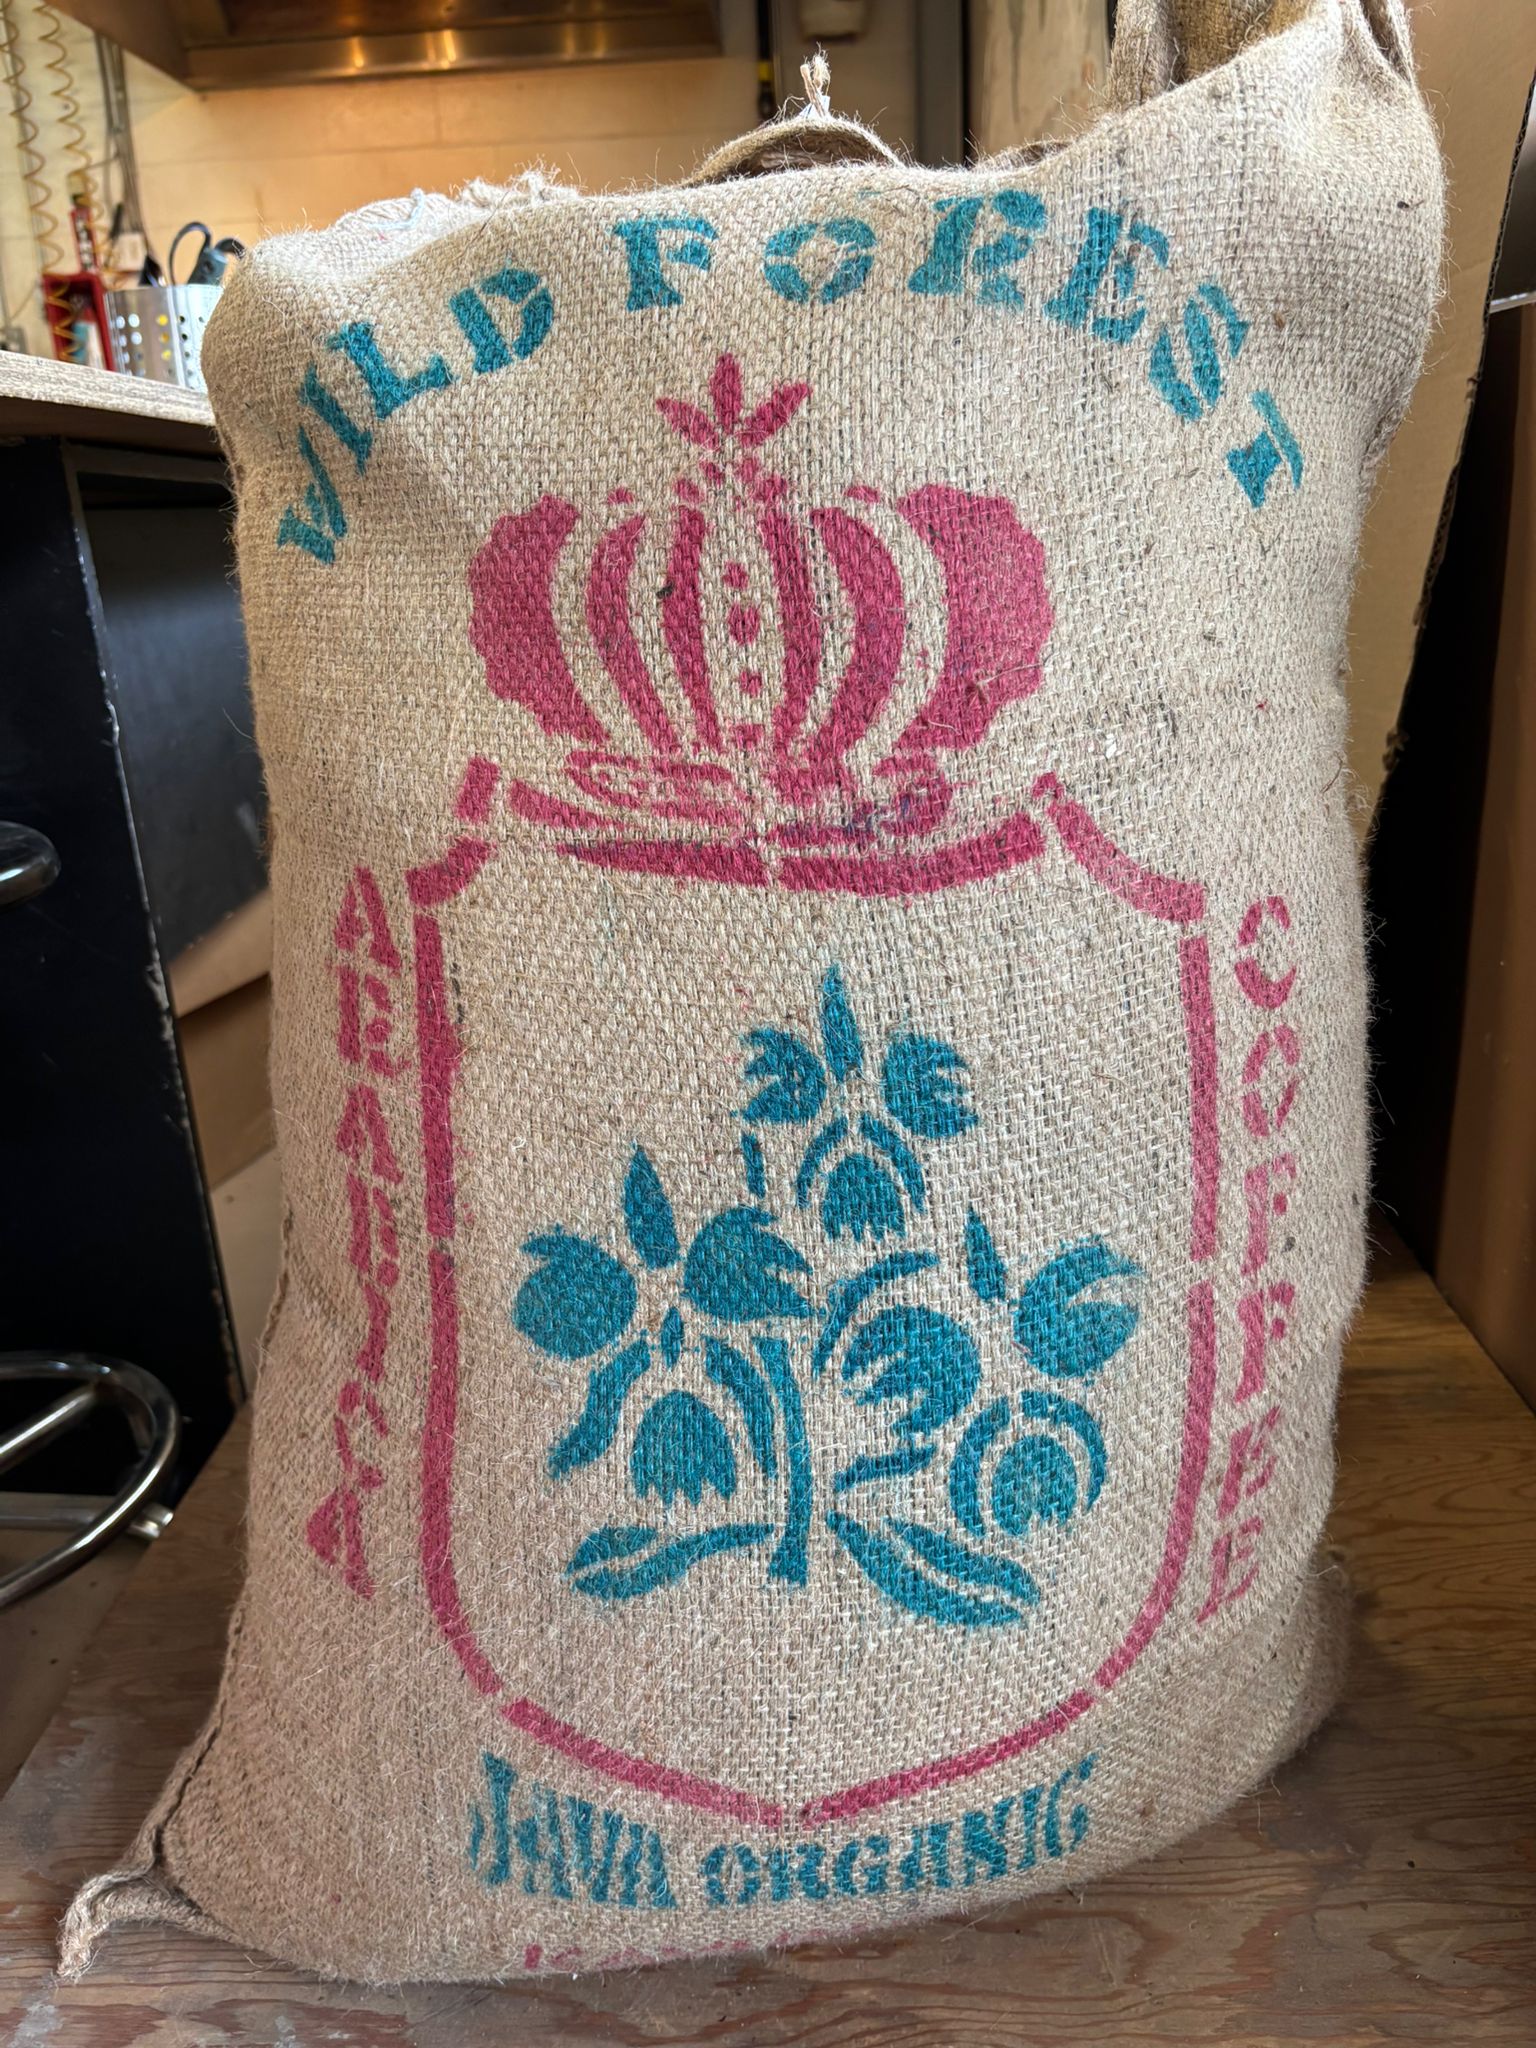 WILD FOREST
ARABICA
COFFEE
JAVA ORGANIC